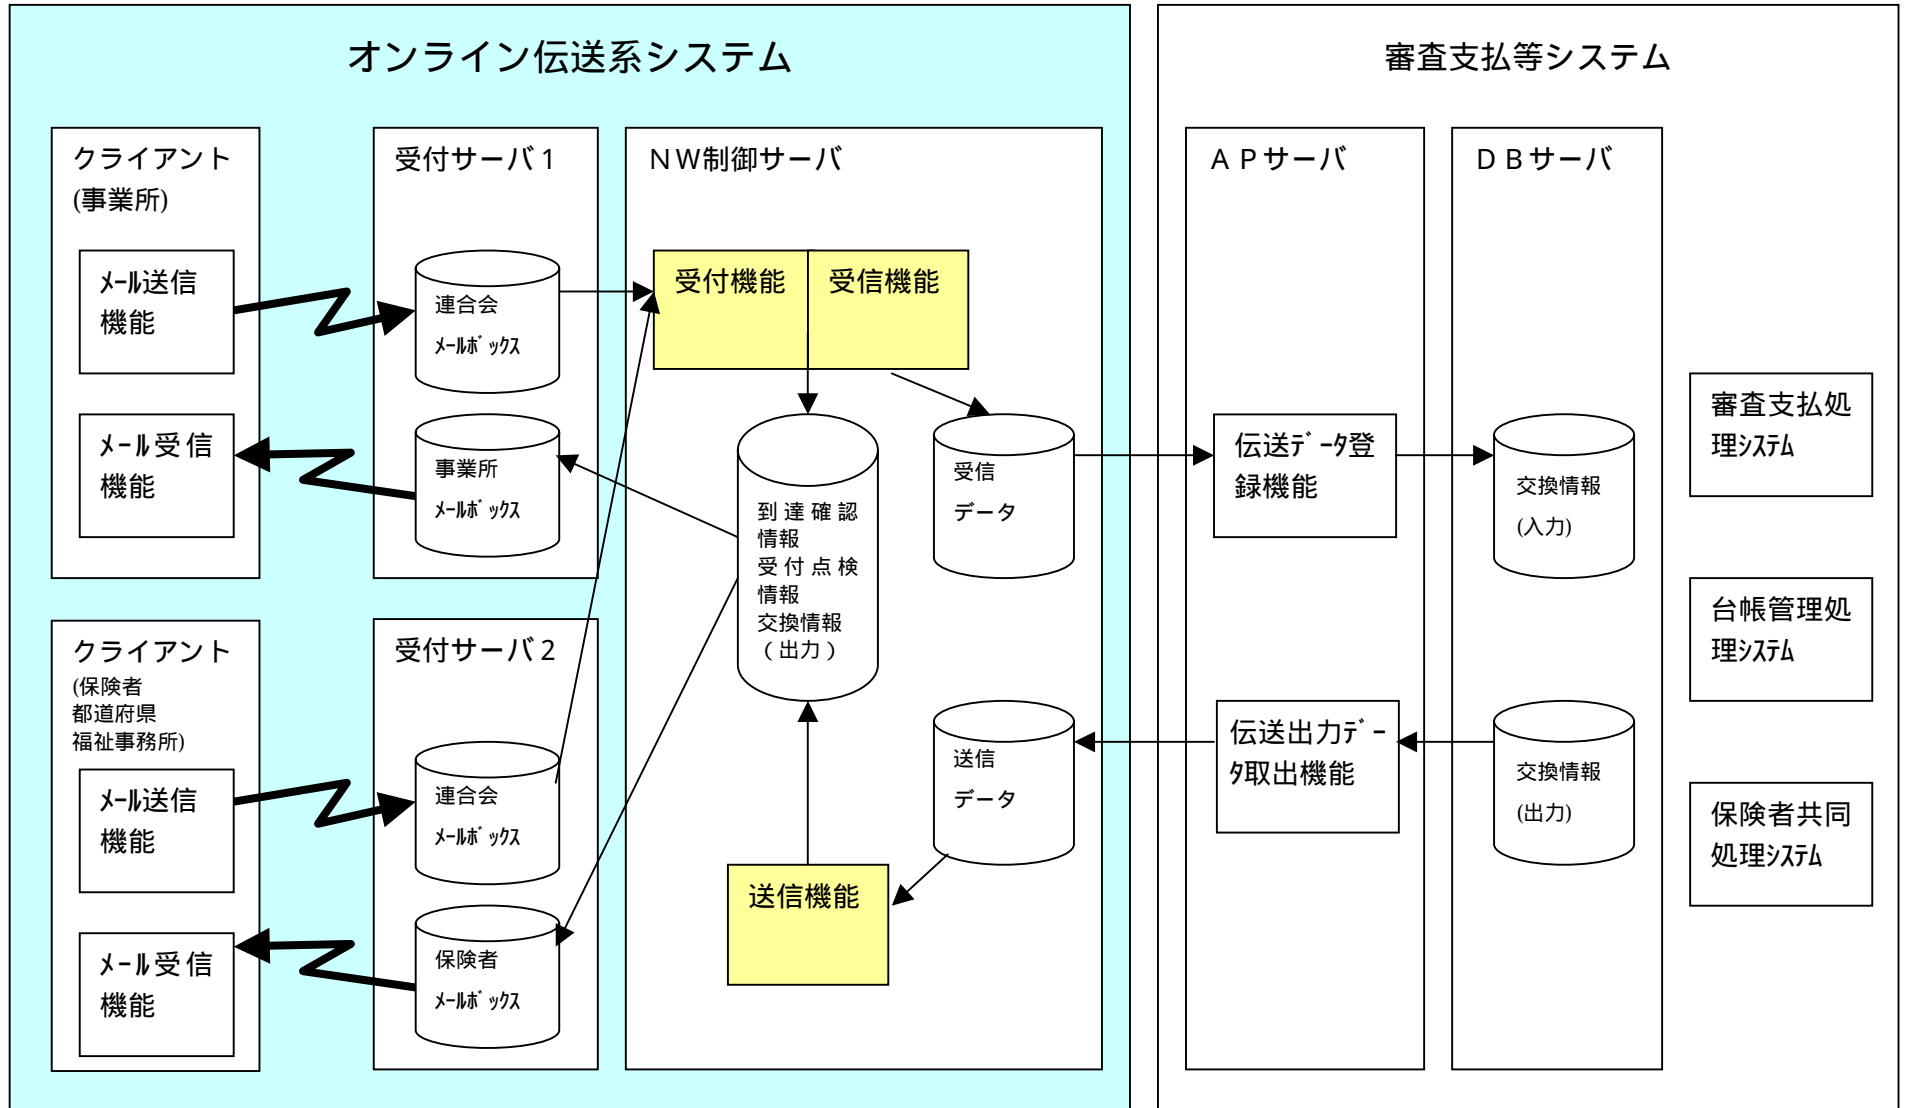 オンライン伝送系システム
審査支払等システム
クライアント
(事業所)
受付サーバ1
NW制御サーバ
APサーバ
DBサーバ
ﾒｰﾙ送信
機能
連合会
ﾒｰﾙﾎﾞｯｸｽ
受付機能
受信機能
ﾒｰﾙ受信
機能
事業所
ﾒｰﾙﾎﾞｯｸｽ
到達確認
情報
受付点検
情報
交換情報
(出力)
受信
データ
伝送ﾃﾞｰﾀ登
録機能
交換情報
(入力)
審査支払処
理ｼｽﾃﾑ
台帳管理処
理ｼｽﾃﾑ
クライアント
(保険者
都道府県
福祉事務所)
受付サーバ2
ﾒｰﾙ送信
機能
連合会
ﾒｰﾙﾎﾞｯｸｽ
送信
データ
伝送出力ﾃﾞｰ
ﾀ取出機能
交換情報
(出力)
保険者共同
処理ｼｽﾃﾑ
送信機能
ﾒｰﾙ受信
機能
保険者
ﾒｰﾙﾎﾞｯｸｽ